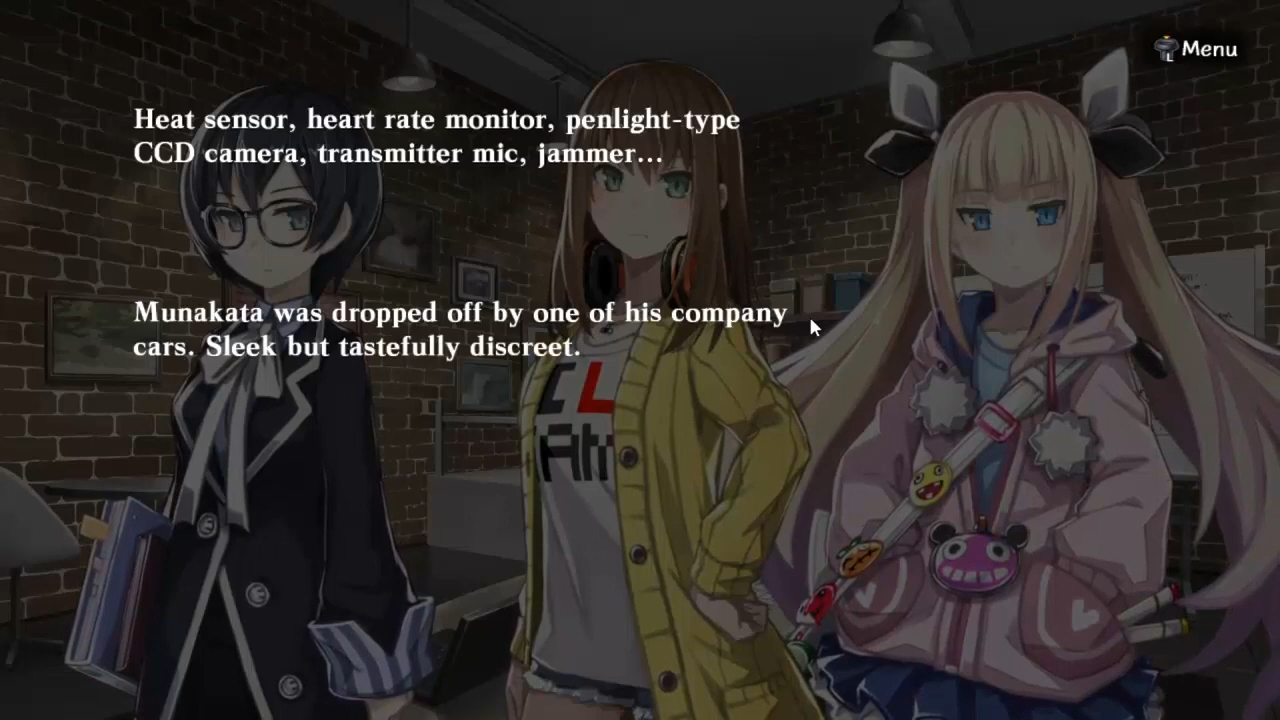 L Menu
Heat sensor, heart rate monitor, penlight-type
CCD camera, transmitter mic, jammer...
Munakata was dropped off by one of his company
cars. Sleek but tastefully discreet.